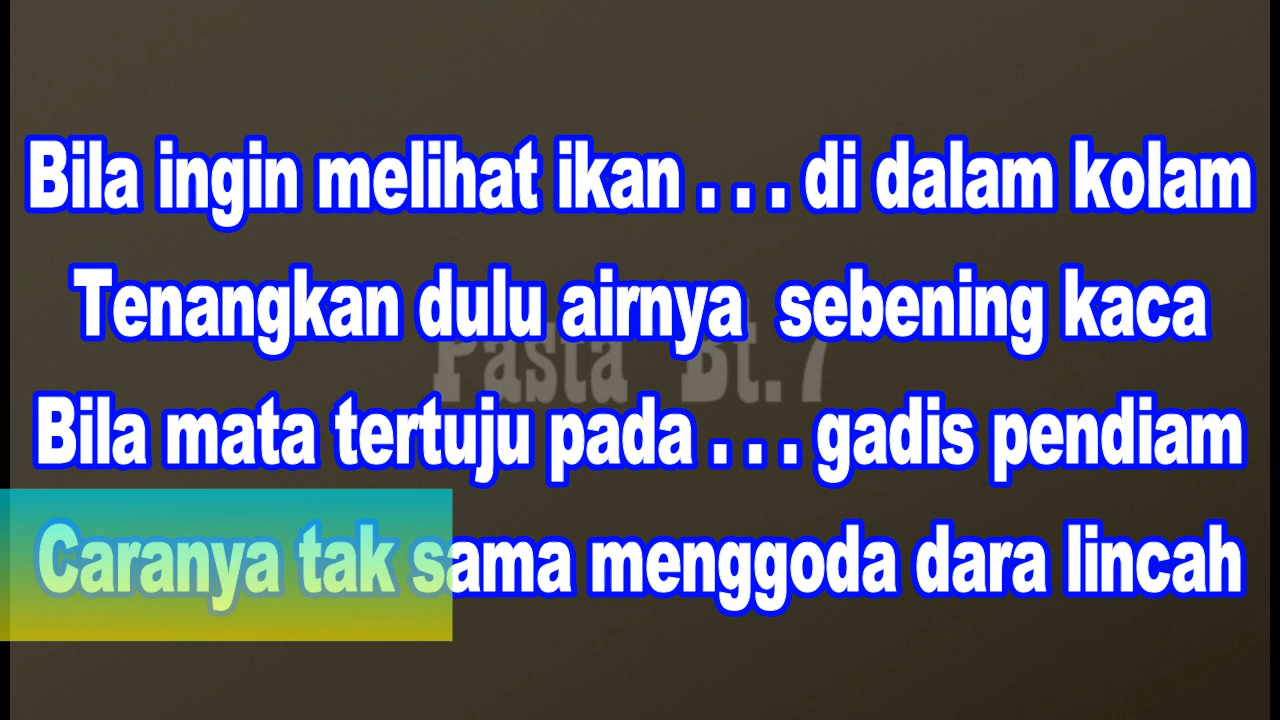 Bila ingin melihat ikan . . . di dalam kolam
Tenangkan dulu airnya sebening kaca
Pasta Bt.7
Bila mata tertuju pada . . . gadis pendiam
Caranya tak sama menggoda dara lincah